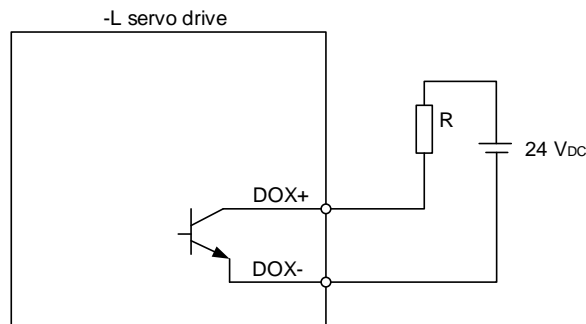 -L servo drive
R
24 VDC
DOX+
DOX-